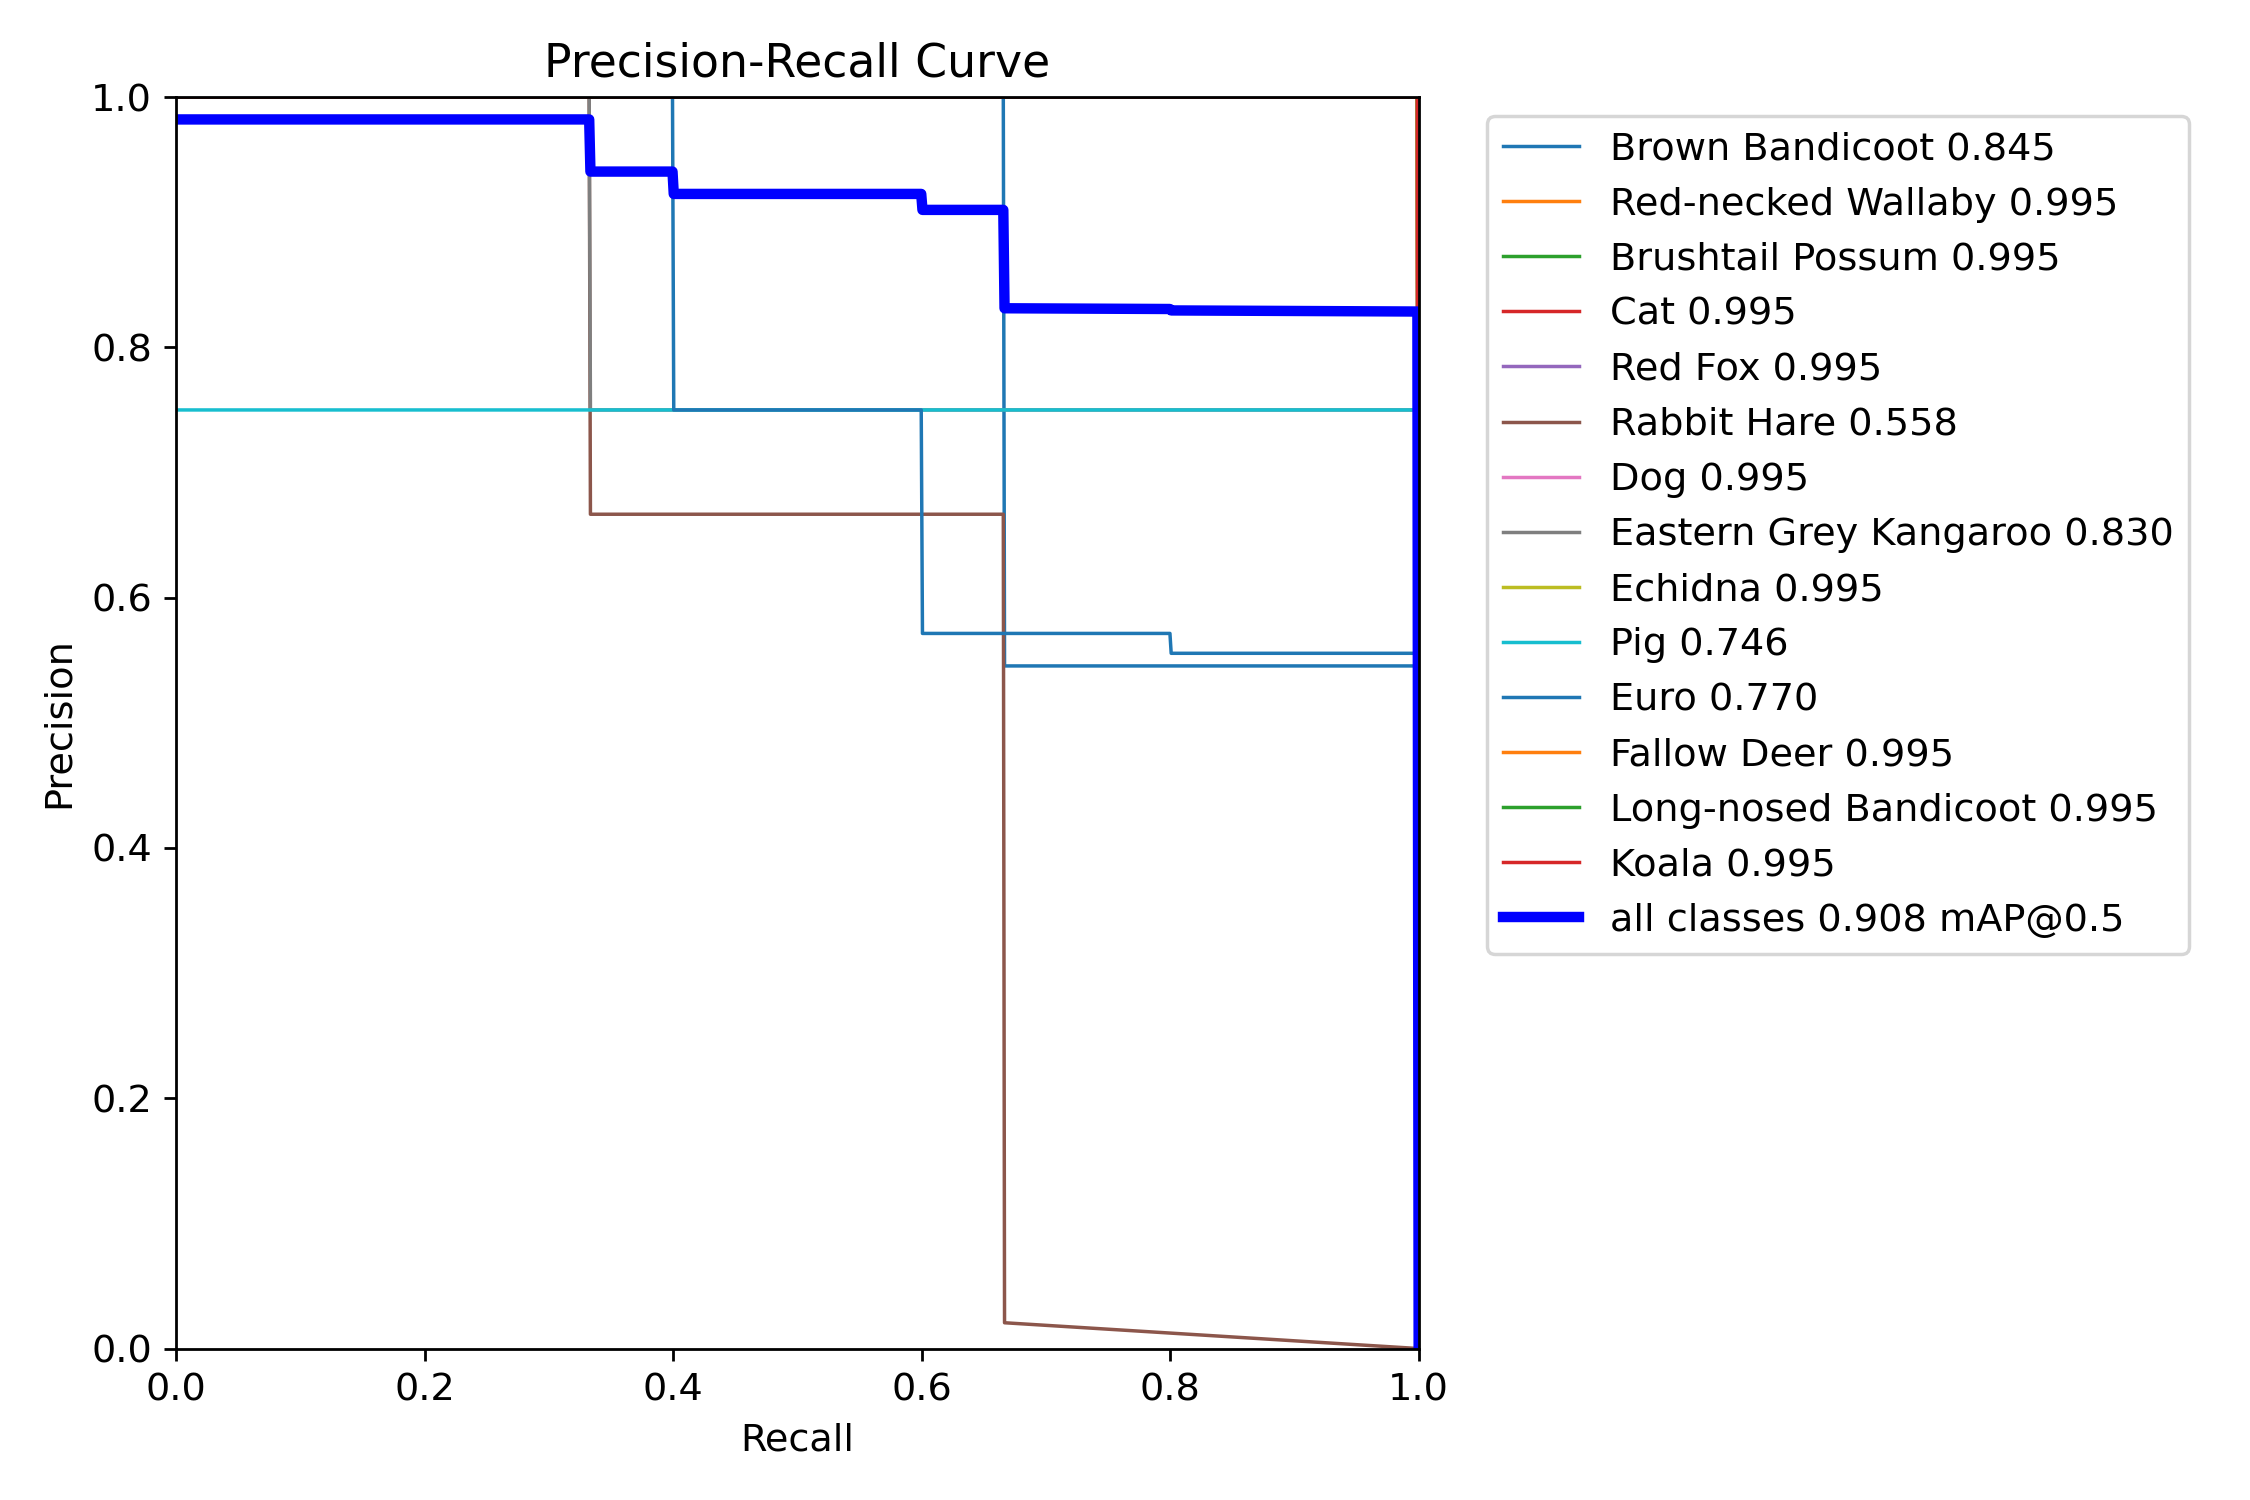 Precision-Recall Curve
1.0
0.8
0.6
0.4
0.2
0.0
Precision
0.0 0.2 0.4 0.6 0.8 1.0
Recall
Brown Bandicoot 0.845
Red-necked Wallaby 0.995
Brushtail Possum 0.995
Cat 0.995
Red Fox 0.995
Rabbit Hare 0.558
Dog 0.995
Eastern Grey Kangaroo 0.830
Echidna 0.995
Pig 0.746
Euro 0.770
Fallow Deer 0.995
Long-nosed Bandicoot 0.995
Koala 0.995
all classes 0.908 mAP@0.5